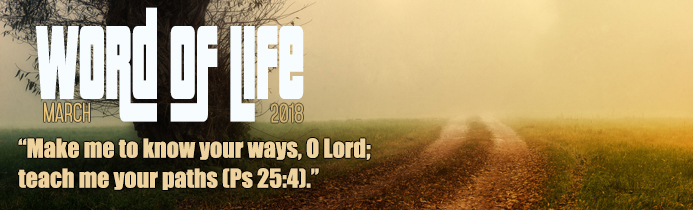 WORD OF LIFE
MARCH 2018
“Make me to know your ways, O Lord;
teach me your paths (Ps 25:4).”